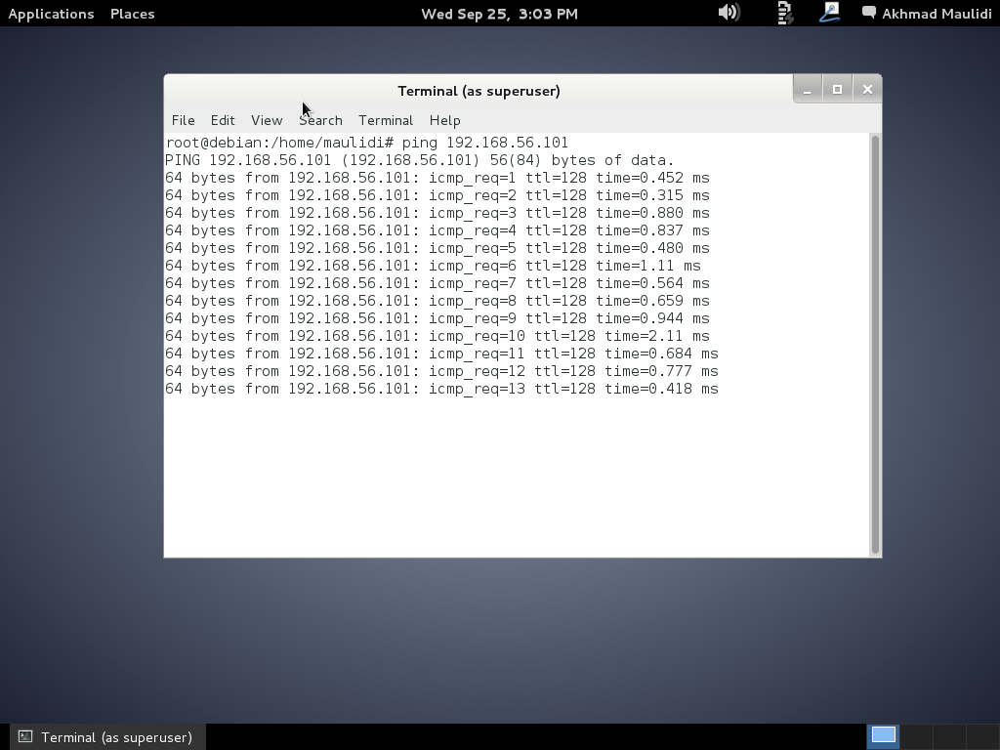 Applications Places Wed Sep 25, 3:03 PM Akhmad Maulidi
Terminal (as superuser)
File Edit View Search Terminal Help
root@debian:/home/maulidi# ping 192.168.56.101
PING 192.168.56.101 (192.168.56.101) 56(84) bytes of data.
64 bytes from 192.168.56.101: icmp_req=1 ttl=128 time=0.452 ms
64 bytes from 192.168.56.101: icmp_req=2 ttl=128 time=0.315 ms
64 bytes from 192.168.56.101: icmp_req=3 ttl=128 time=0.880 ms
64 bytes from 192.168.56.101: icmp_req=4 ttl=128 time=0.837 ms
64 bytes from 192.168.56.101: icmp_req=5 ttl=128 time=0.480 ms
64 bytes from 192.168.56.101: icmp_req=6 ttl=128 time=1.11 ms
64 bytes from 192.168.56.101: icmp_req=7 ttl=128 time=0.564 ms
64 bytes from 192.168.56.101: icmp_req=8 ttl=128 time=0.659 ms
64 bytes from 192.168.56.101: icmp_req=9 ttl=128 time=0.944 ms
64 bytes from 192.168.56.101: icmp_req=10 ttl=128 time=2.11 ms
64 bytes from 192.168.56.101: icmp_req=11 ttl=128 time=0.684 ms
64 bytes from 192.168.56.101: icmp_req=12 ttl=128 time=0.777 ms
64 bytes from 192.168.56.101: icmp_req=13 ttl=128 time=0.418 ms
Terminal (as superuser)